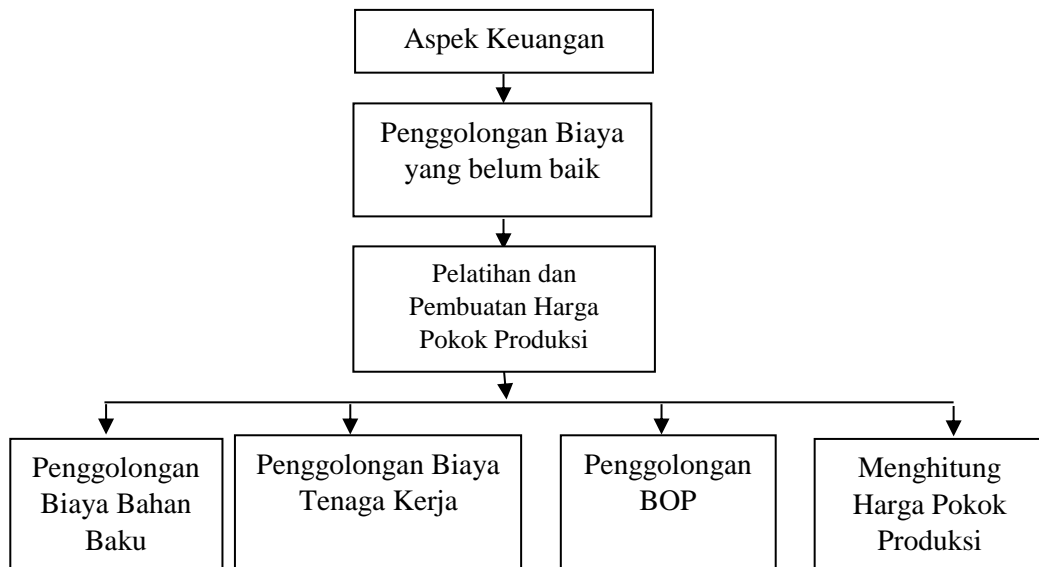 Aspek Keuangan
Penggolongan Biaya
yang belum baik
Pelatihan dan
Pembuatan Harga
Pokok Produksi
Penggolongan
Biaya Bahan
Baku
Penggolongan Biaya
Tenaga Kerja
Penggolongan
BOP
Menghitung
Harga Pokok
Produksi